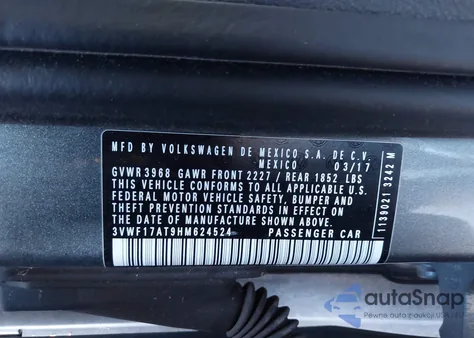 MFD BY VOLKSWAGEN DE MEXICO S.A. DE C.V.
MEXICO 03/17
GVWR 3968 GAWR FRONT 2227 / REAR 1852 LBS
THIS VEHICLE CONFORMS TO ALL APPLICABLE U.S.
FEDERAL MOTOR VEHICLE SAFETY, BUMPER AND
THEFT PREVENTION STANDARDS IN EFFECT ON
THE DATE OF MANUFACTURE SHOWN ABOVE.
3VWF17AT9HM624524 PASSENGER CAR
1139021 3242 M
autoSnap
Pewne auto